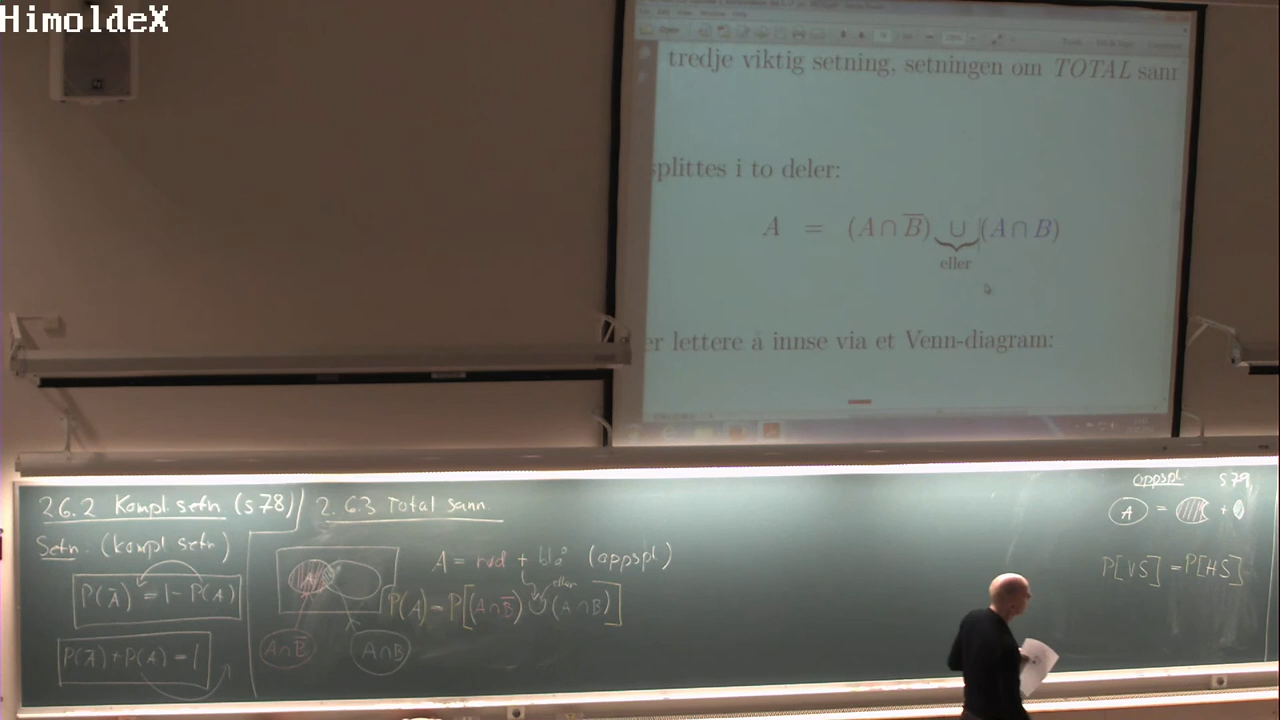 HimoldeX
tredje viktig setning, setningen om TOTAL sann
splittes i to deler:
A = (A ∩ B̅) ∪ (A ∩ B)
eller
er lettere å innse via et Venn-diagram:
2.6.2 Kompl. setn (s 78)
Setn. (kompl setn)
P(A̅) = 1 - P(A)
P(A̅) + P(A) = 1
2.6.3 Total sann.
A = rød + blå (oppspl)
eller
P(A) = P[(A∩B̅) ∪ (A∩B)]
A
A∩B̅
A∩B
oppspl. s 79
A = +
P[VS] = P[HS]